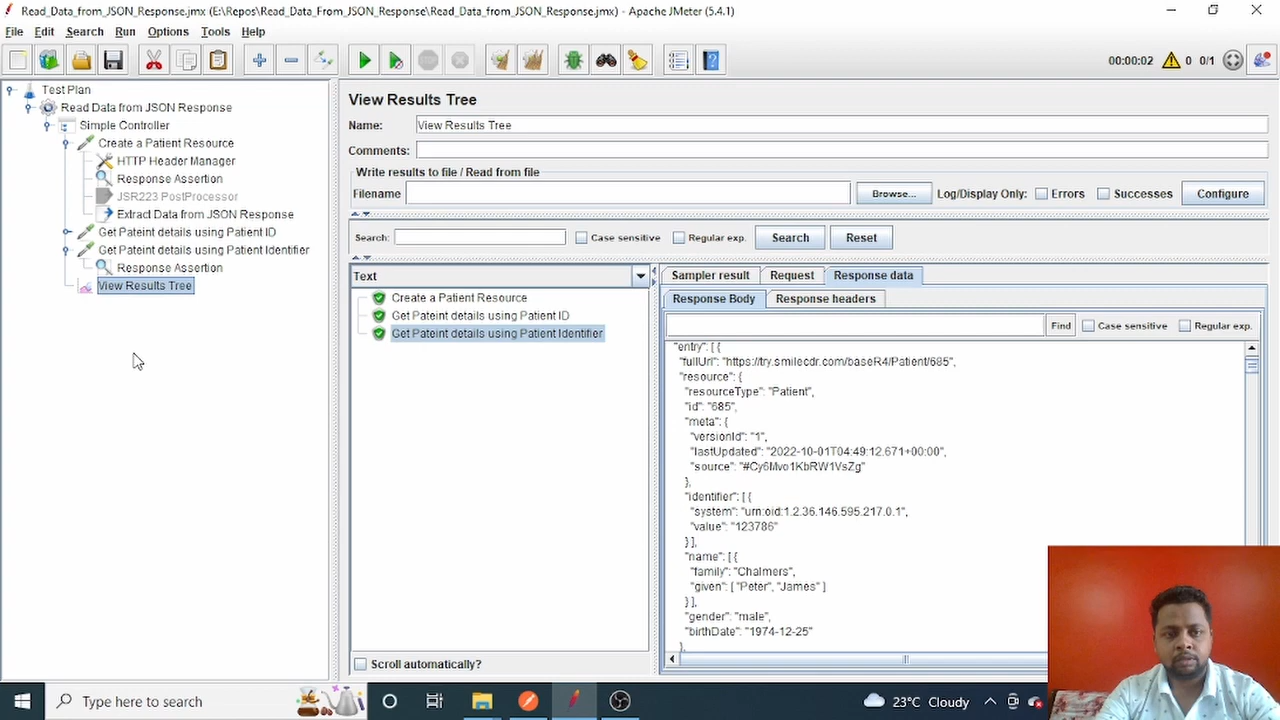 Read_Data_from_JSON_Response.jmx (E:\Repos\Read_Data_From_JSON_Response\Read_Data_from_JSON_Response.jmx) - Apache JMeter (5.4.1)
File Edit Search Run Options Tools Help
00:00:02 0 0/1
Test Plan
Read Data from JSON Response
Simple Controller
Create a Patient Resource
HTTP Header Manager
Response Assertion
JSR223 PostProcessor
Extract Data from JSON Response
Get Pateint details using Patient ID
Get Pateint details using Patient Identifier
Response Assertion
View Results Tree
View Results Tree
Name: View Results Tree
Comments:
Write results to file / Read from file
Filename Browse... Log/Display Only: Errors Successes Configure
Search: Case sensitive Regular exp. Search Reset
Text
Create a Patient Resource
Get Pateint details using Patient ID
Get Pateint details using Patient Identifier
Scroll automatically?
Sampler result Request Response data
Response Body Response headers
Find Case sensitive Regular exp.
"entry": [ {
"fullUrl": "https://try.smilecdr.com/baseR4/Patient/685",
"resource": {
"resourceType": "Patient",
"id": "685",
"meta": {
"versionId": "1",
"lastUpdated": "2022-10-01T04:49:12.671+00:00",
"source": "#Cy6Mvo1KbRW1VsZg"
},
"identifier": [ {
"system": "urn:oid:1.2.36.146.595.217.0.1",
"value": "123786"
} ],
"name": [ {
"family": "Chalmers",
"given": [ "Peter", "James" ]
} ],
"gender": "male",
"birthDate": "1974-12-25"
},
Type here to search
23°C Cloudy